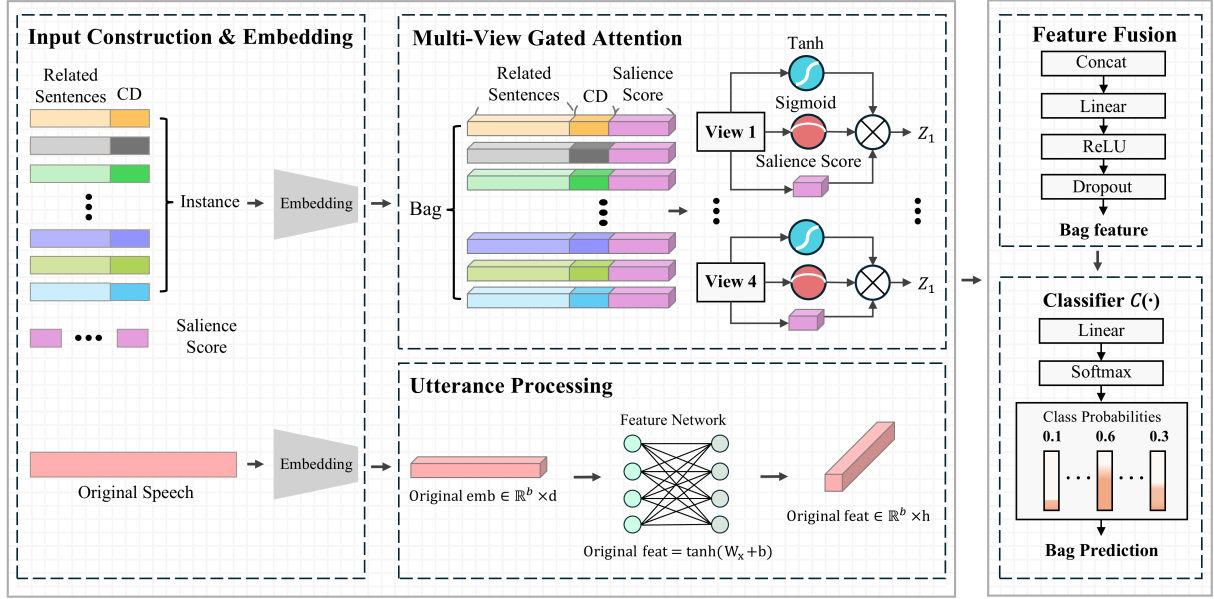 Input Construction & Embedding
Related
Sentences
CD
Instance
Embedding
Salience
Score
Original Speech
Embedding
Multi-View Gated Attention
Related
Sentences
CD
Salience
Score
Bag
View 1
Tanh
Sigmoid
Salience Score
Z₁
View 4
Z₁
Utterance Processing
Original emb ∈ ℝᵇ ×d
Feature Network
Original feat = tanh(Wₓ+b)
Original feat ∈ ℝᵇ ×h
Feature Fusion
Concat
Linear
ReLU
Dropout
Bag feature
Classifier C(·)
Linear
Softmax
Class Probabilities
0.1 0.6 0.3
Bag Prediction